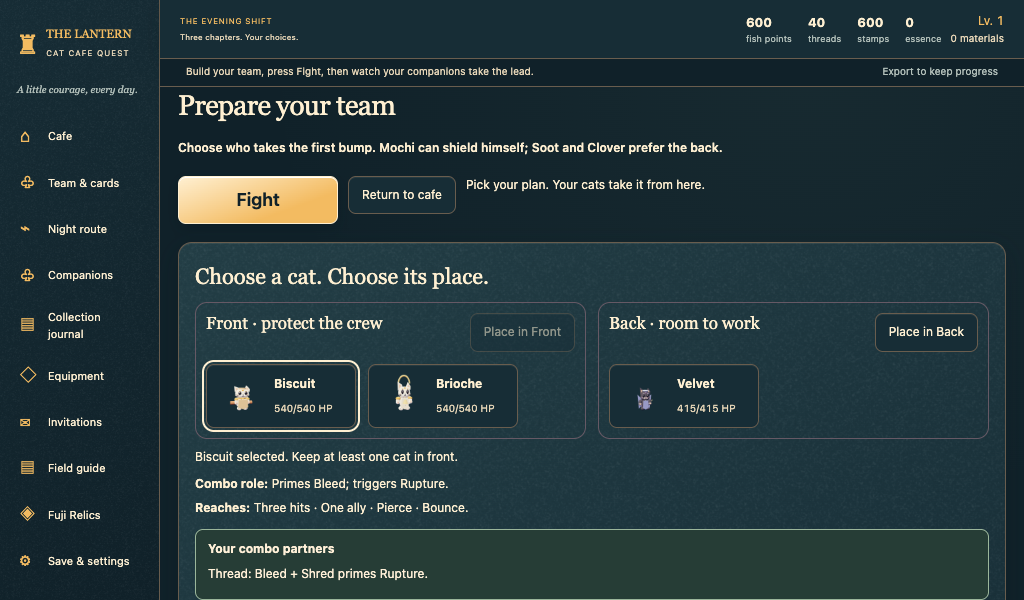 THE LANTERN
CAT CAFE QUEST
A little courage, every day.
Cafe
Team & cards
Night route
Companions
Collection
journal
Equipment
Invitations
Field guide
Fuji Relics
Save & settings
THE EVENING SHIFT
Three chapters. Your choices.
600
fish points
40
threads
600
stamps
0
essence
Lv. 1
0 materials
Build your team, press Fight, then watch your companions take the lead.
Export to keep progress
Prepare your team
Choose who takes the first bump. Mochi can shield himself; Soot and Clover prefer the back.
Fight
Return to cafe
Pick your plan. Your cats take it from here.
Choose a cat. Choose its place.
Front · protect the crew
Place in Front
Biscuit
540/540 HP
Brioche
540/540 HP
Back · room to work
Place in Back
Velvet
415/415 HP
Biscuit selected. Keep at least one cat in front.
Combo role: Primes Bleed; triggers Rupture.
Reaches: Three hits · One ally · Pierce · Bounce.
Your combo partners
Thread: Bleed + Shred primes Rupture.